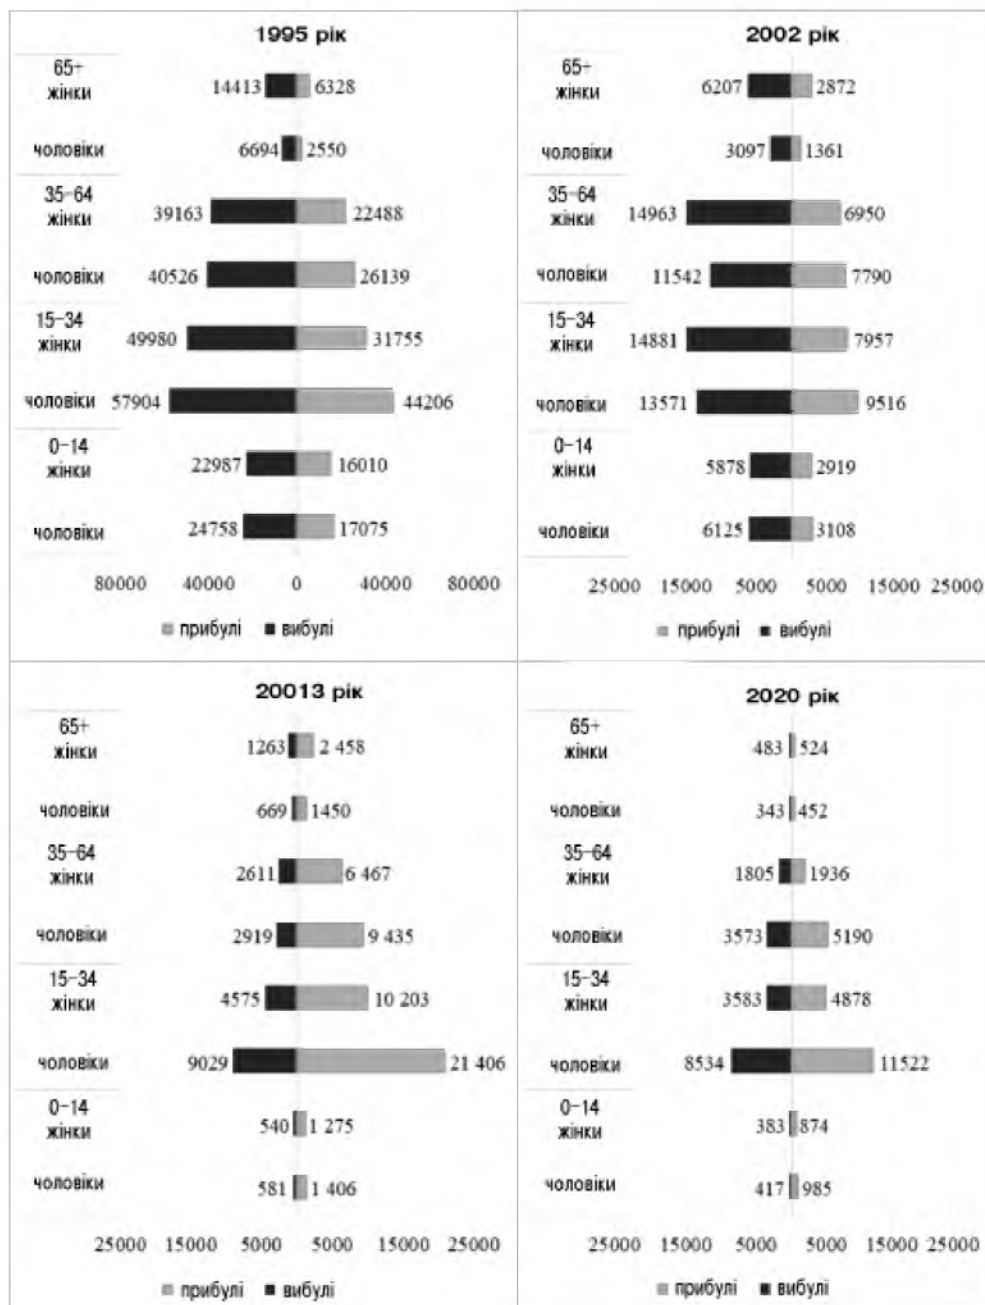 1995 рік
65+
жінки
14413 6328
чоловіки
6694 2550
35-64
жінки
39163 22488
чоловіки
40526 26139
15-34
жінки
49980 31755
чоловіки
57904 44206
0-14
жінки
22987 16010
чоловіки
24758 17075
80000 40000 0 40000 80000
прибулі вибулі
2002 рік
65+
жінки
6207 2872
чоловіки
3097 1361
35-64
жінки
14963 6950
чоловіки
11542 7790
15-34
жінки
14881 7957
чоловіки
13571 9516
0-14
жінки
5878 2919
чоловіки
6125 3108
25000 15000 5000 5000 15000 25000
прибулі вибулі
20013 рік
65+
жінки
1263 2 458
чоловіки
669 1450
35-64
жінки
2611 6 467
чоловіки
2919 9 435
15-34
жінки
4575 10 203
чоловіки
9029 21 406
0-14
жінки
540 1 275
чоловіки
581 1 406
25000 15000 5000 5000 15000 25000
прибулі вибулі
2020 рік
65+
жінки
483 524
чоловіки
343 452
35-64
жінки
1805 1936
чоловіки
3573 5190
15-34
жінки
3583 4878
чоловіки
8534 11522
0-14
жінки
383 874
чоловіки
417 985
25000 15000 5000 5000 15000 25000
прибулі вибулі